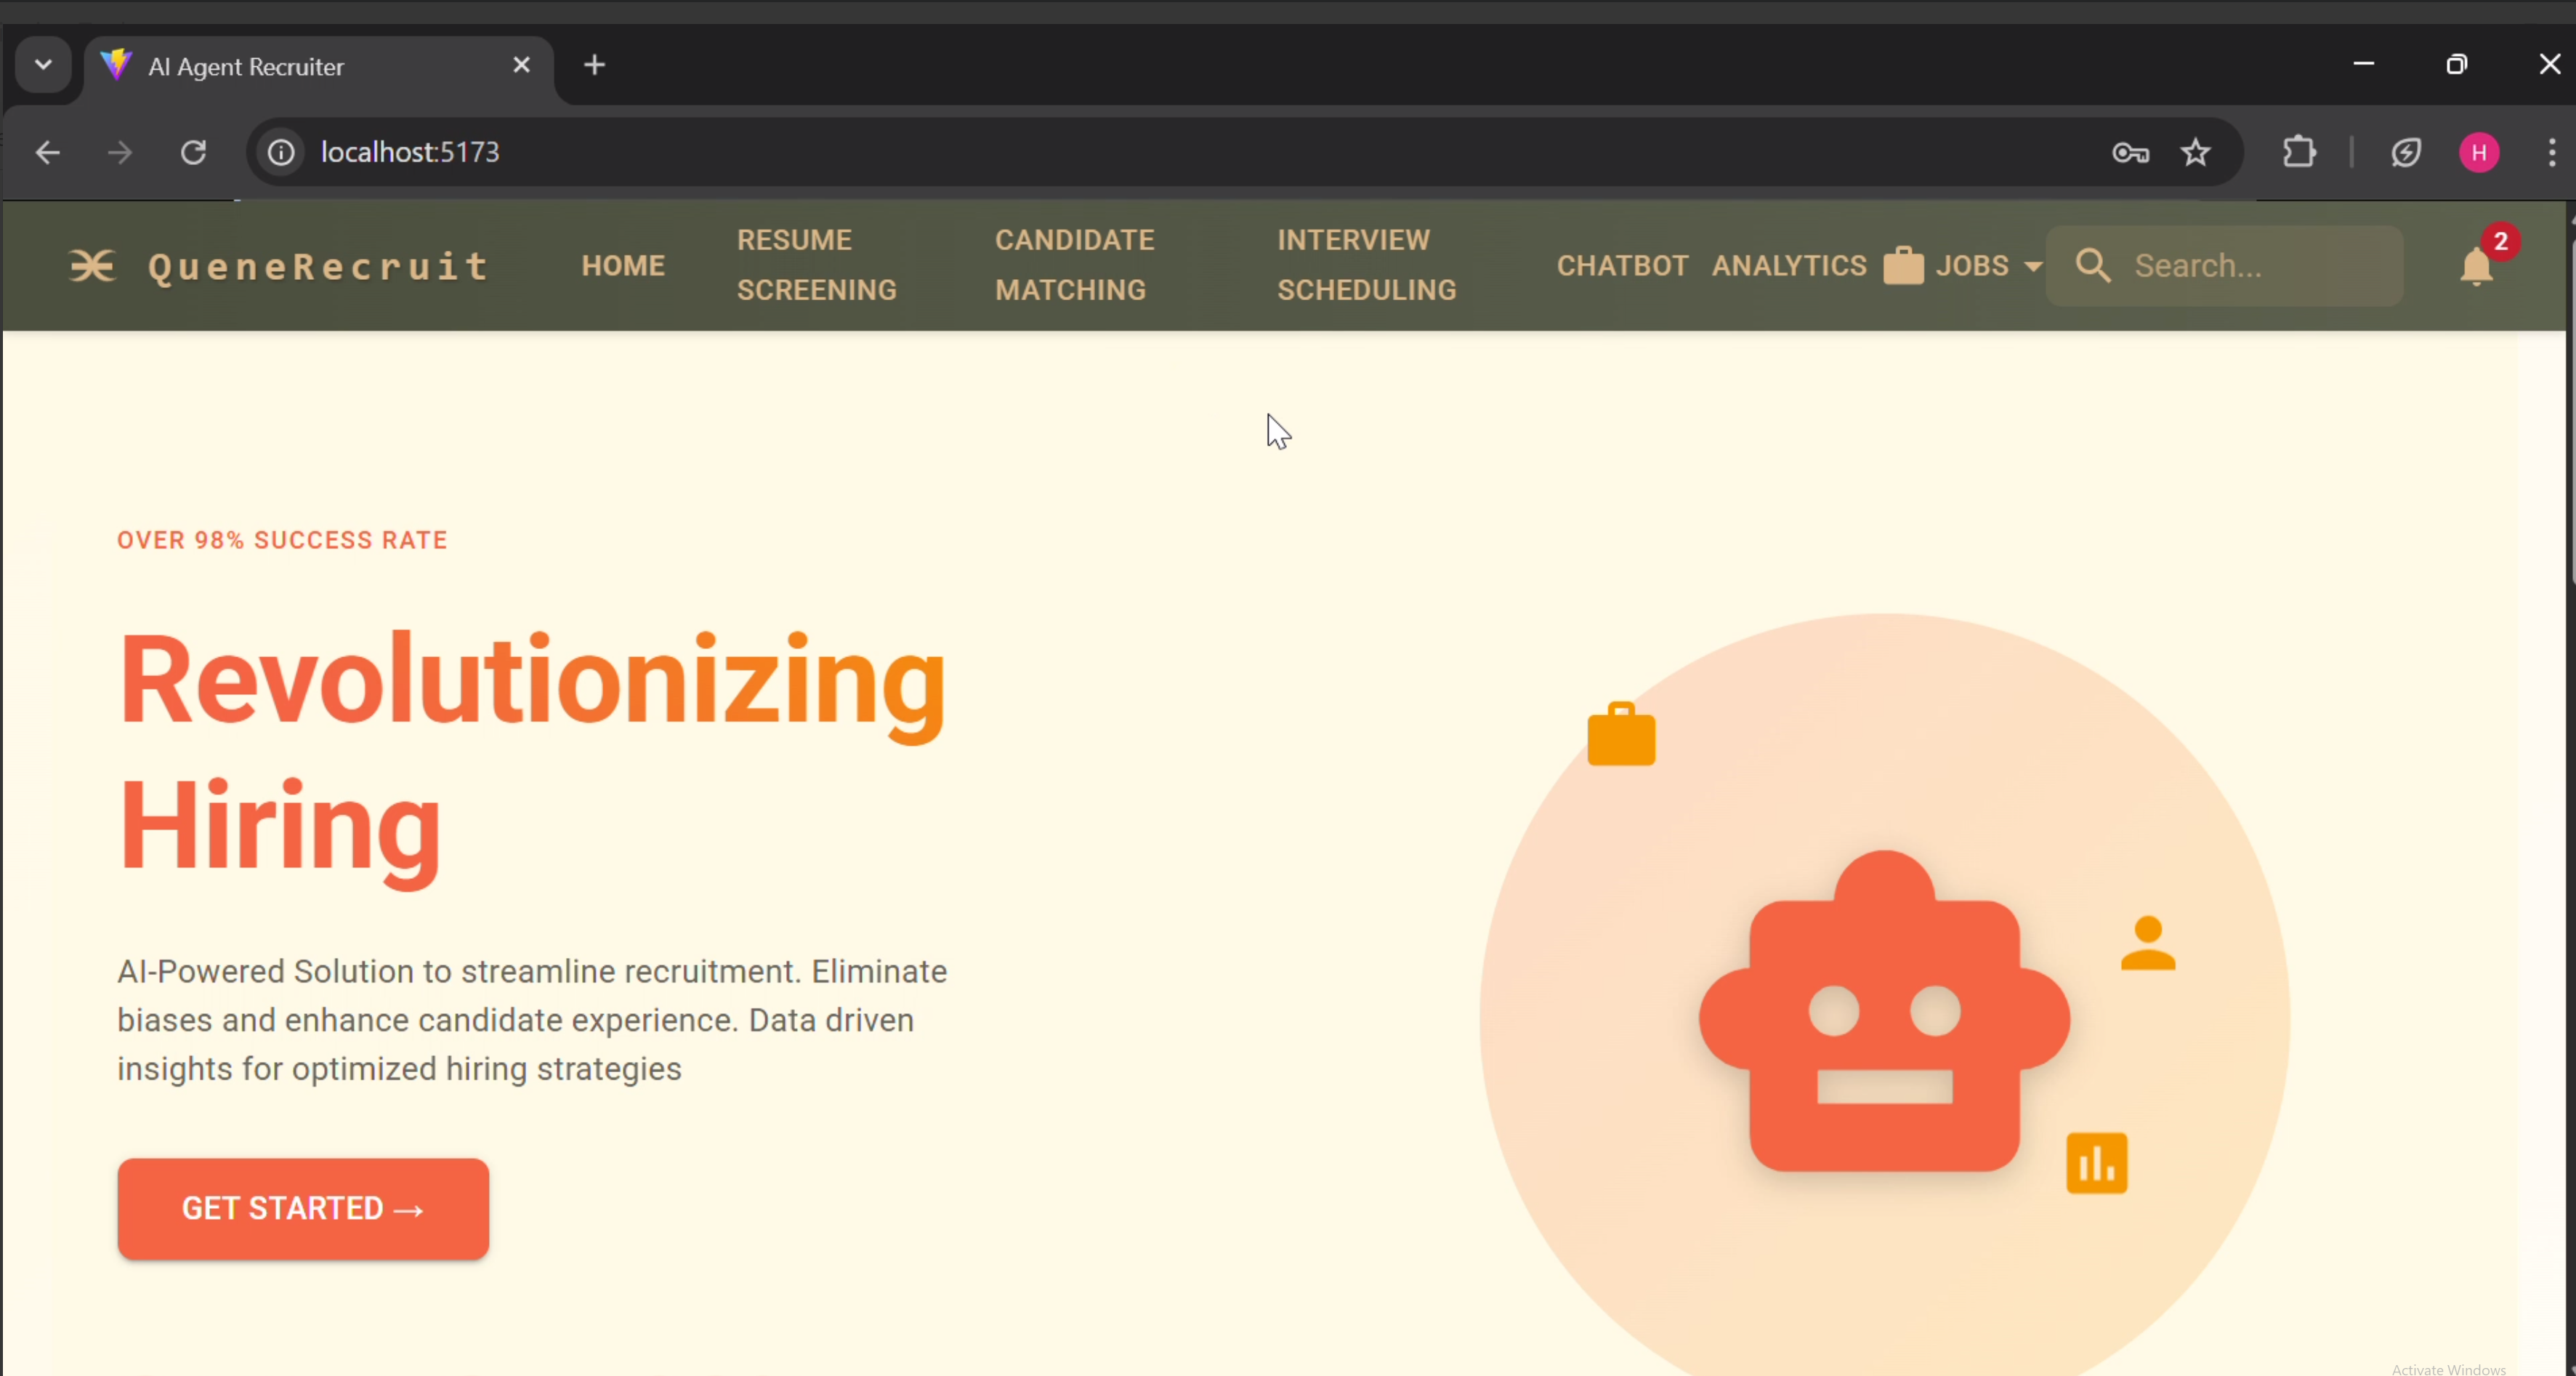 AI Agent Recruiter
localhost:5173
H
QueneRecruit
HOME
RESUME
SCREENING
CANDIDATE
MATCHING
INTERVIEW
SCHEDULING
CHATBOT
ANALYTICS
JOBS
Search...
2
OVER 98% SUCCESS RATE
Revolutionizing
Hiring
AI-Powered Solution to streamline recruitment. Eliminate
biases and enhance candidate experience. Data driven
insights for optimized hiring strategies
GET STARTED →
Activate Windows